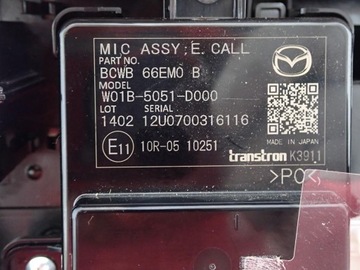 MIC ASSY;E. CALL
PART NO.
BCWB 66EM0 B
MODEL
W01B-5051-D000
LOT SERIAL
1402 12U0700316116
MADE IN JAPAN
E11 10R-05 10251
transtron K3911
>PC<